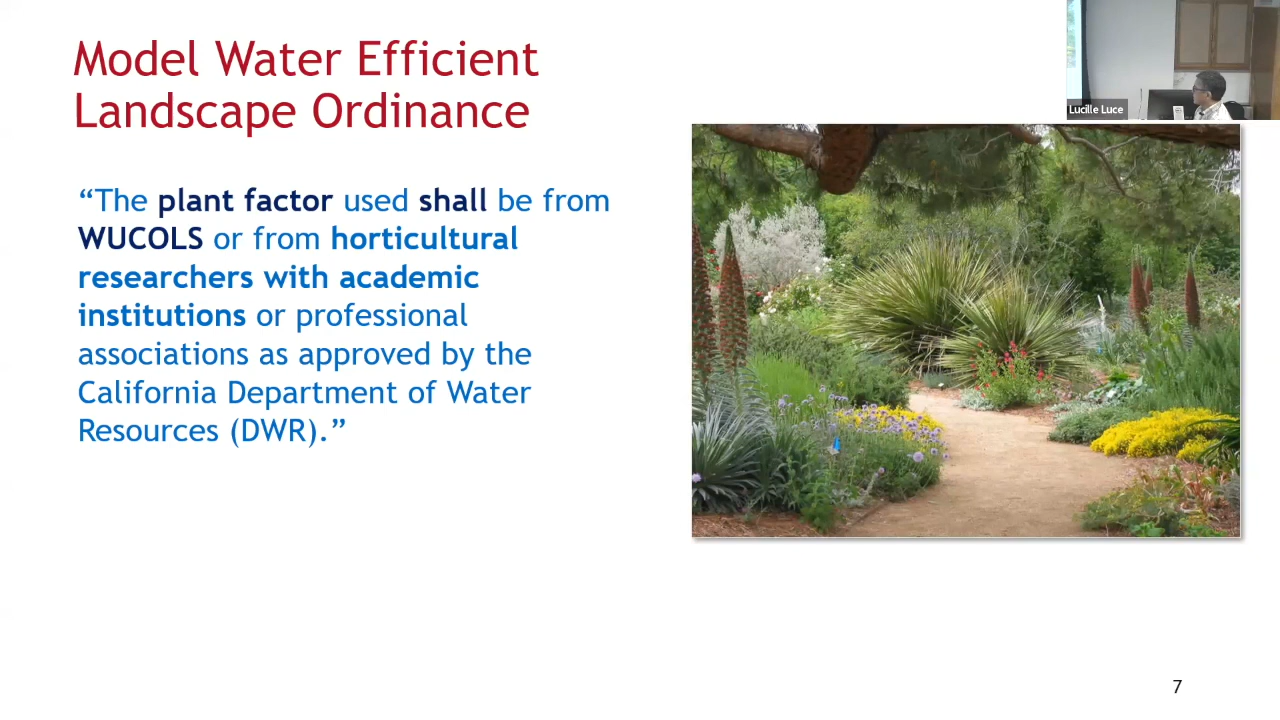 Model Water Efficient
Landscape Ordinance
Lucille Luce
“The plant factor used shall be from
WUCOLS or from horticultural
researchers with academic
institutions or professional
associations as approved by the
California Department of Water
Resources (DWR).”
7